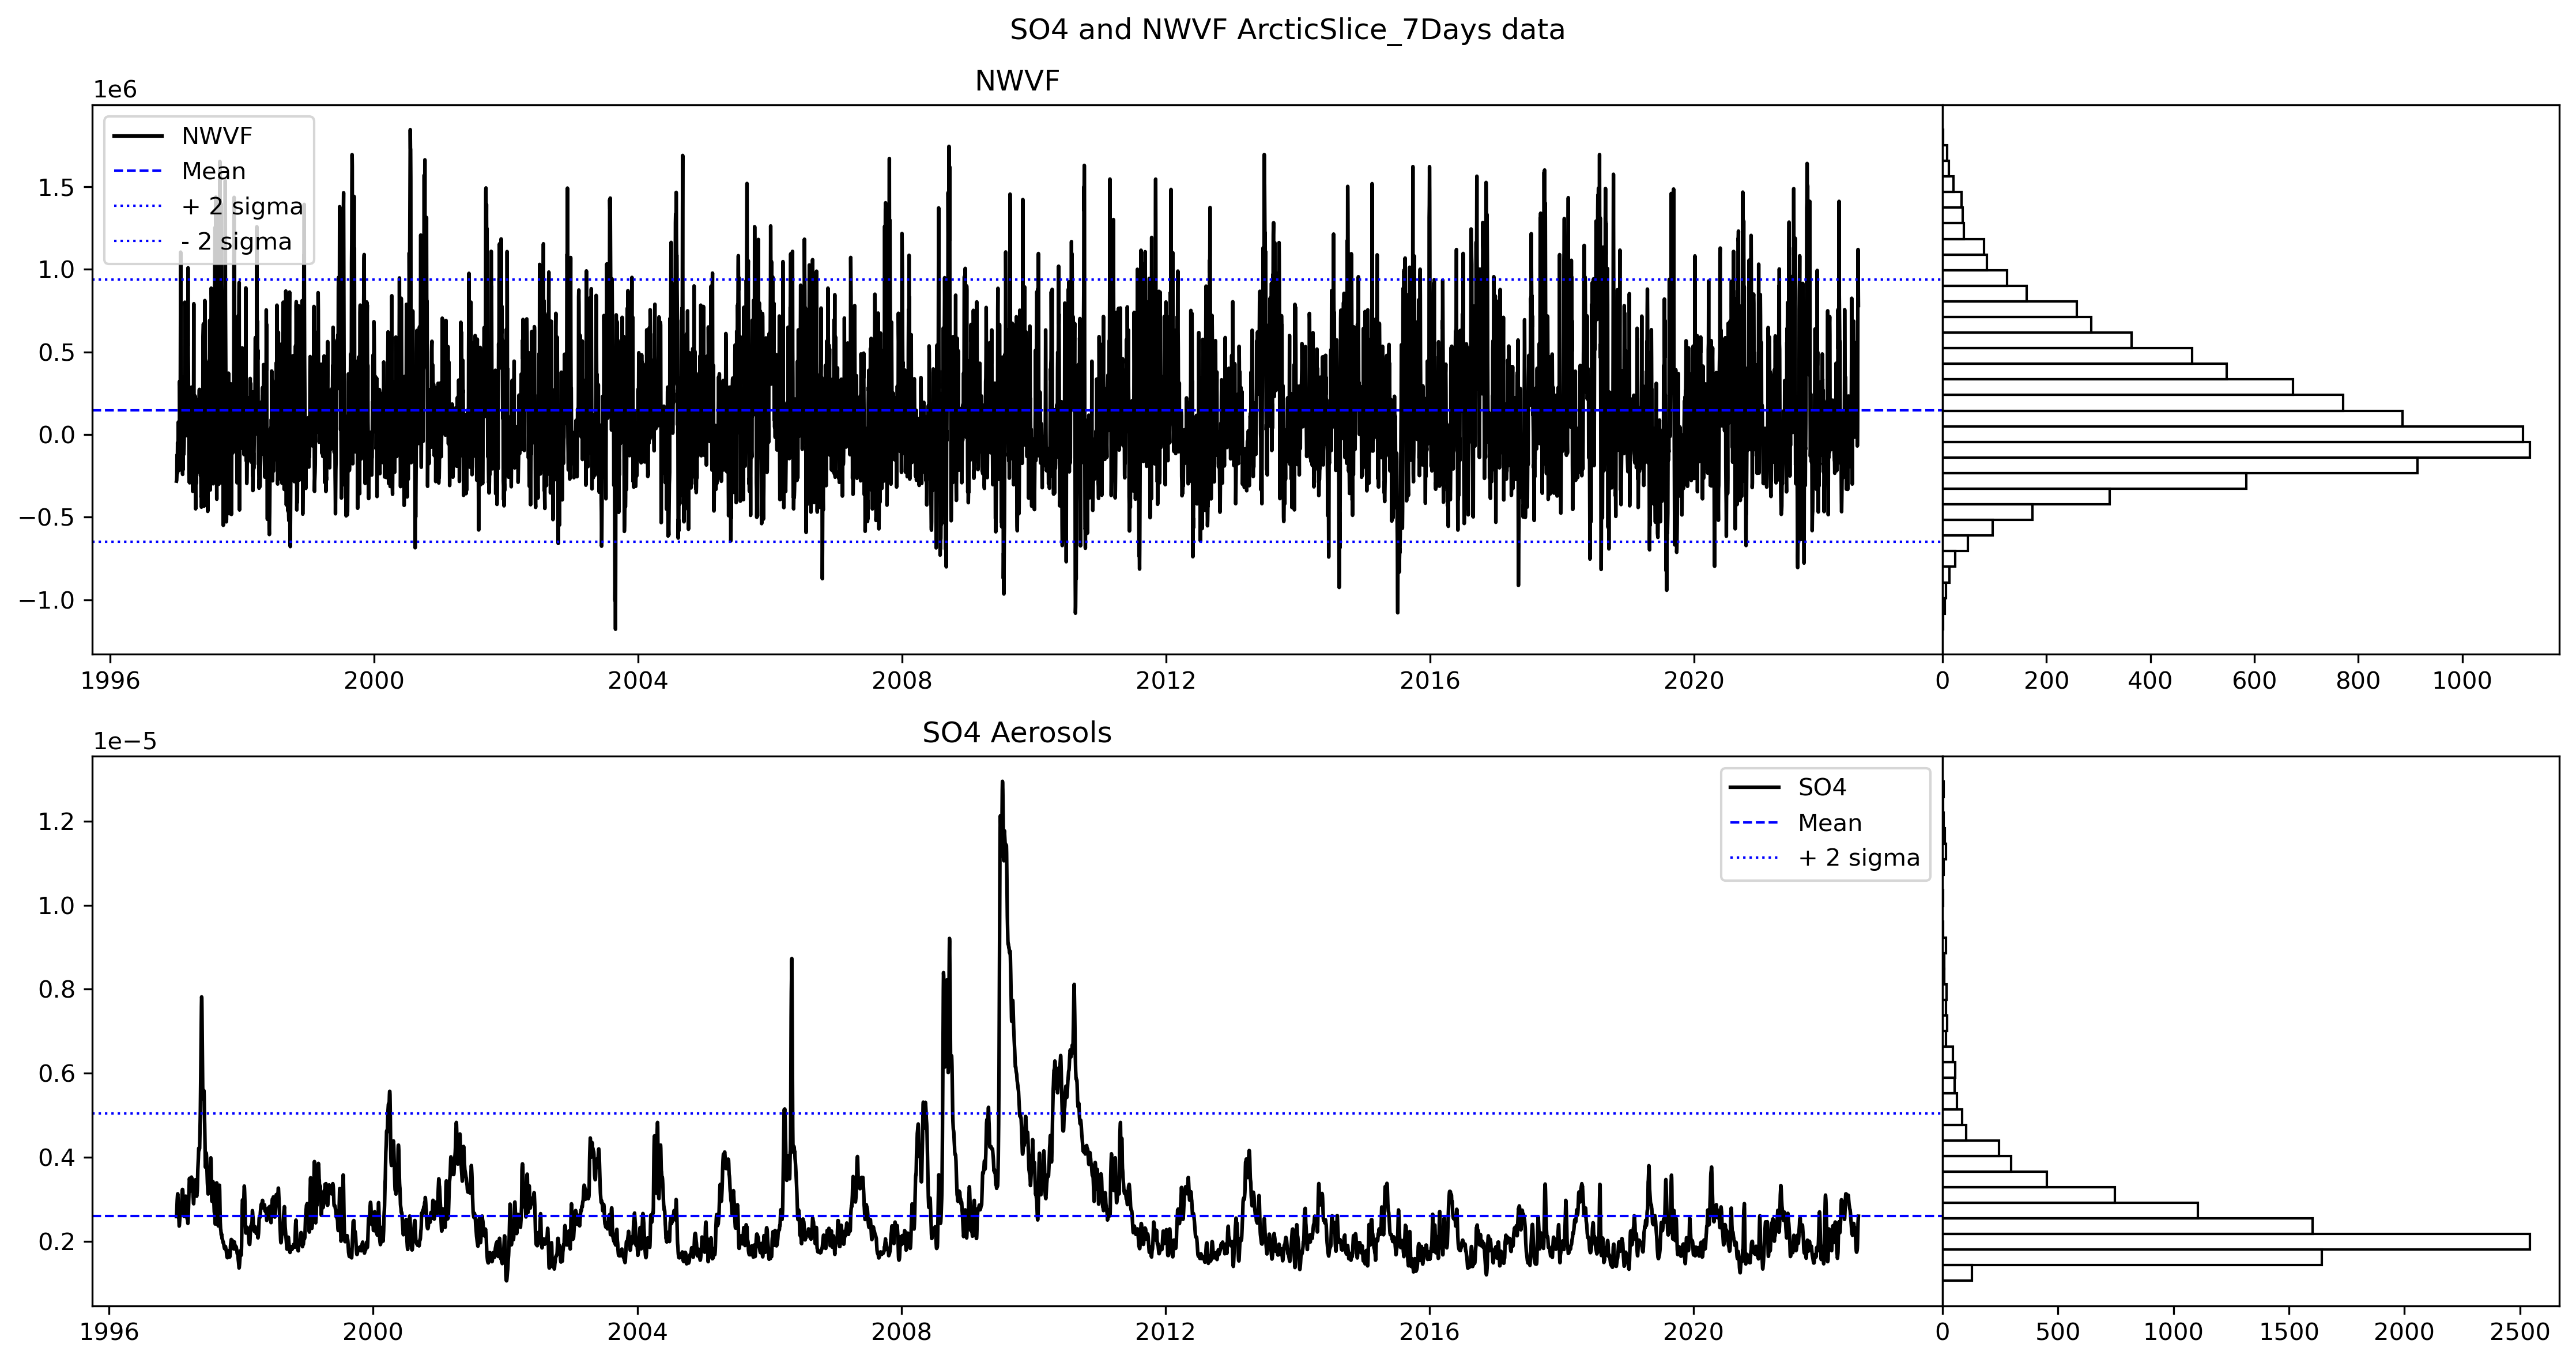 SO4 and NWVF ArcticSlice_7Days data
NWVF
1e6
NWVF
Mean
+ 2 sigma
- 2 sigma
1.5
1.0
0.5
0.0
−0.5
−1.0
1996 2000 2004 2008 2012 2016 2020
0 200 400 600 800 1000
SO4 Aerosols
1e−5
SO4
Mean
+ 2 sigma
1.2
1.0
0.8
0.6
0.4
0.2
1996 2000 2004 2008 2012 2016 2020
0 500 1000 1500 2000 2500